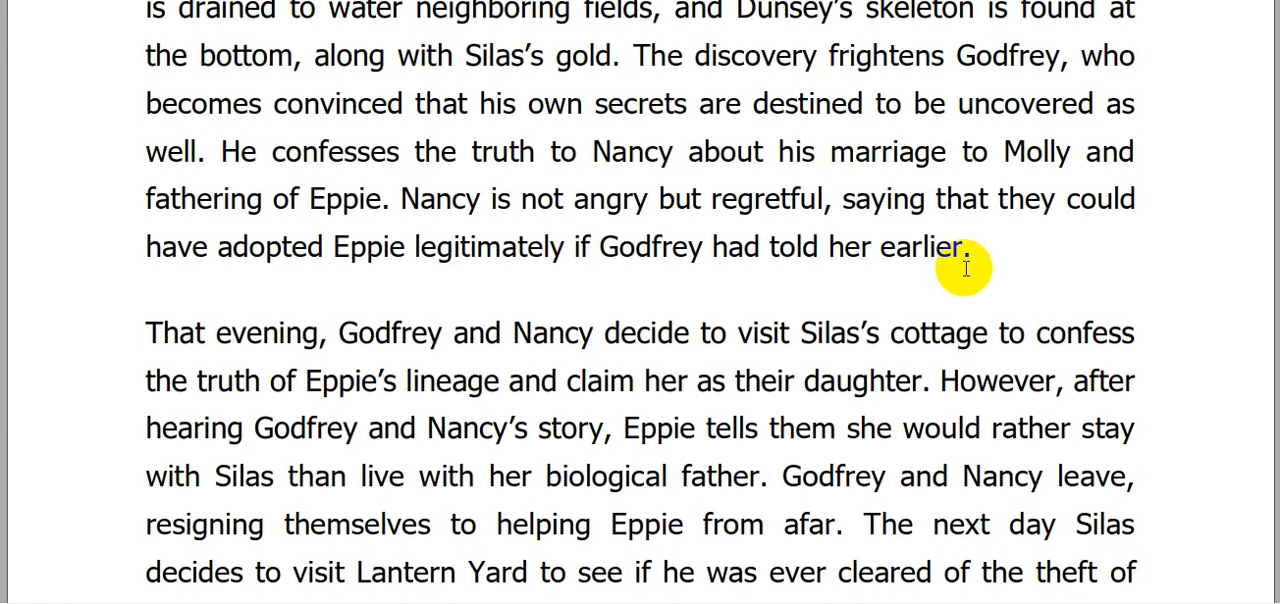 is drained to water neighboring fields, and Dunsey’s skeleton is found at
the bottom, along with Silas’s gold. The discovery frightens Godfrey, who
becomes convinced that his own secrets are destined to be uncovered as
well. He confesses the truth to Nancy about his marriage to Molly and
fathering of Eppie. Nancy is not angry but regretful, saying that they could
have adopted Eppie legitimately if Godfrey had told her earlier.
That evening, Godfrey and Nancy decide to visit Silas’s cottage to confess
the truth of Eppie’s lineage and claim her as their daughter. However, after
hearing Godfrey and Nancy’s story, Eppie tells them she would rather stay
with Silas than live with her biological father. Godfrey and Nancy leave,
resigning themselves to helping Eppie from afar. The next day Silas
decides to visit Lantern Yard to see if he was ever cleared of the theft of